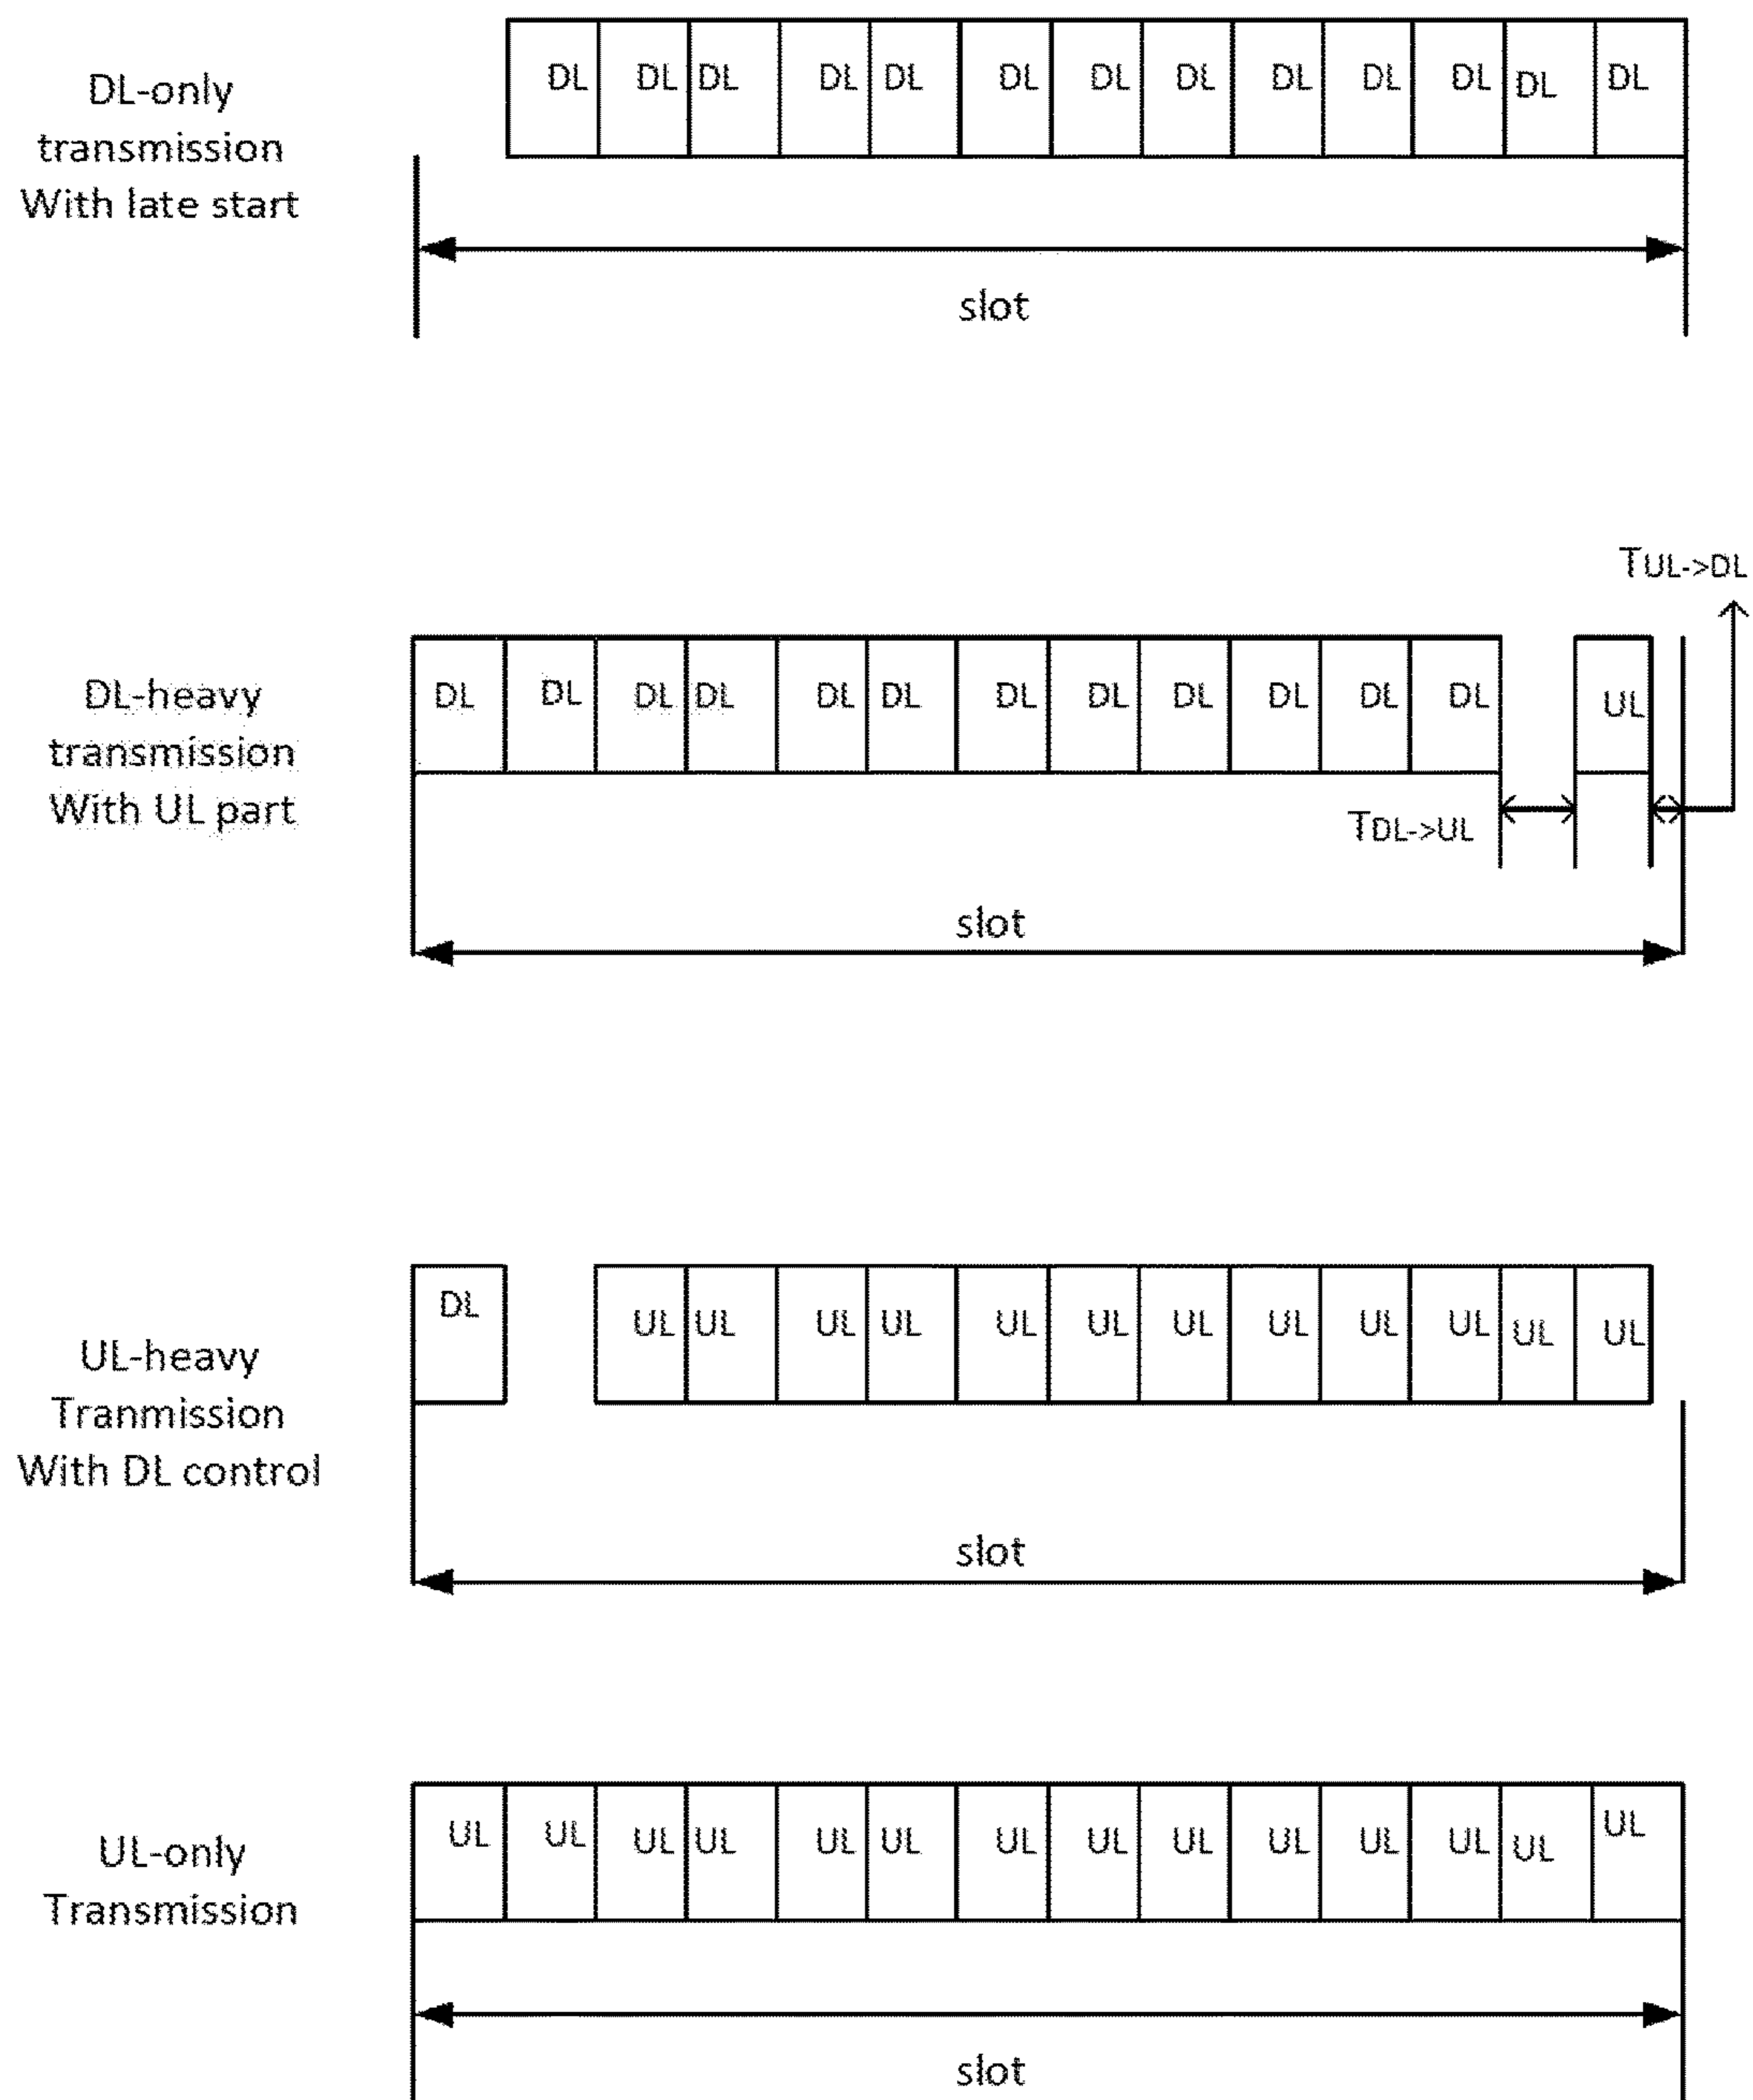 DL DL DL DL DL DL DL DL DL DL DL DL DL
DL-only
transmission
With late start
slot
TUL->DL
DL DL DL DL DL DL DL DL DL DL DL DL UL
DL-heavy
transmission
With UL part
TDL->UL
slot
DL UL UL UL UL UL UL UL UL UL UL UL UL
UL-heavy
Tranmission
With DL control
slot
UL UL UL UL UL UL UL UL UL UL UL UL UL UL
UL-only
Transmission
slot